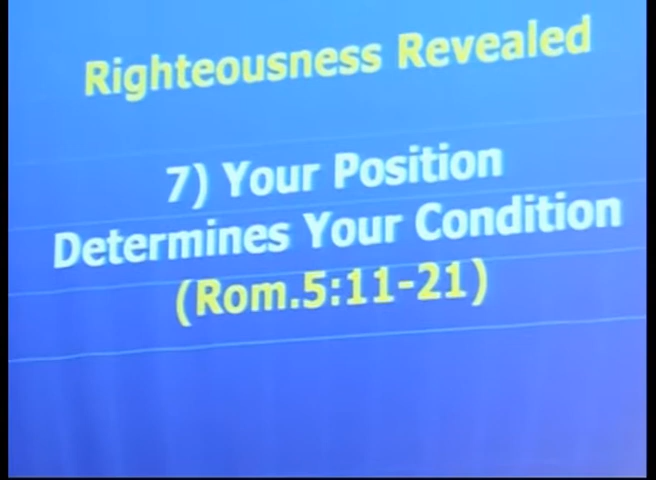 Righteousness Revealed
7) Your Position
Determines Your Condition
(Rom.5:11-21)